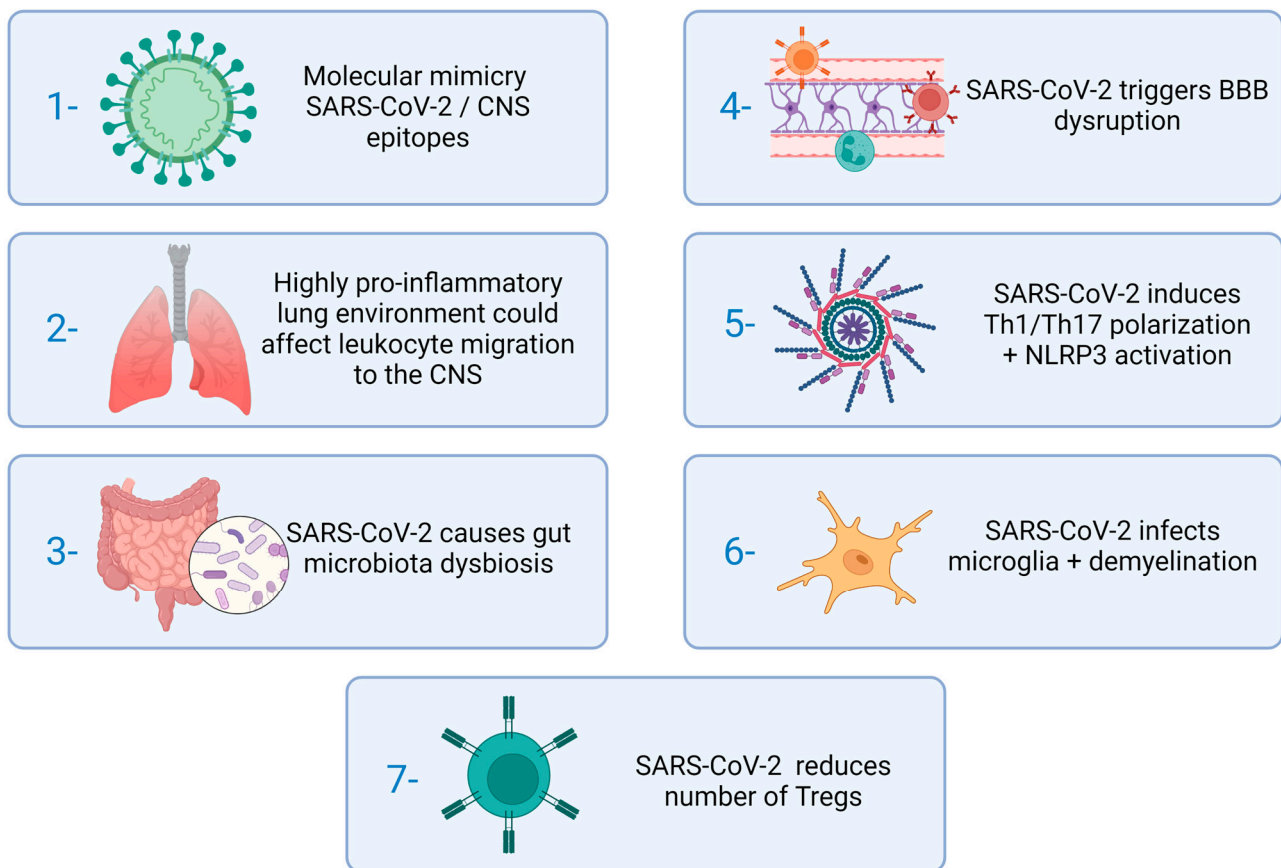 1-
Molecular mimicry
SARS-CoV-2 / CNS
epitopes
2-
Highly pro-inflammatory
lung environment could
affect leukocyte migration
to the CNS
3-
SARS-CoV-2 causes gut
microbiota dysbiosis
4-
SARS-CoV-2 triggers BBB
dysruption
5-
SARS-CoV-2 induces
Th1/Th17 polarization
+ NLRP3 activation
6-
SARS-CoV-2 infects
microglia + demyelination
7-
SARS-CoV-2 reduces
number of Tregs